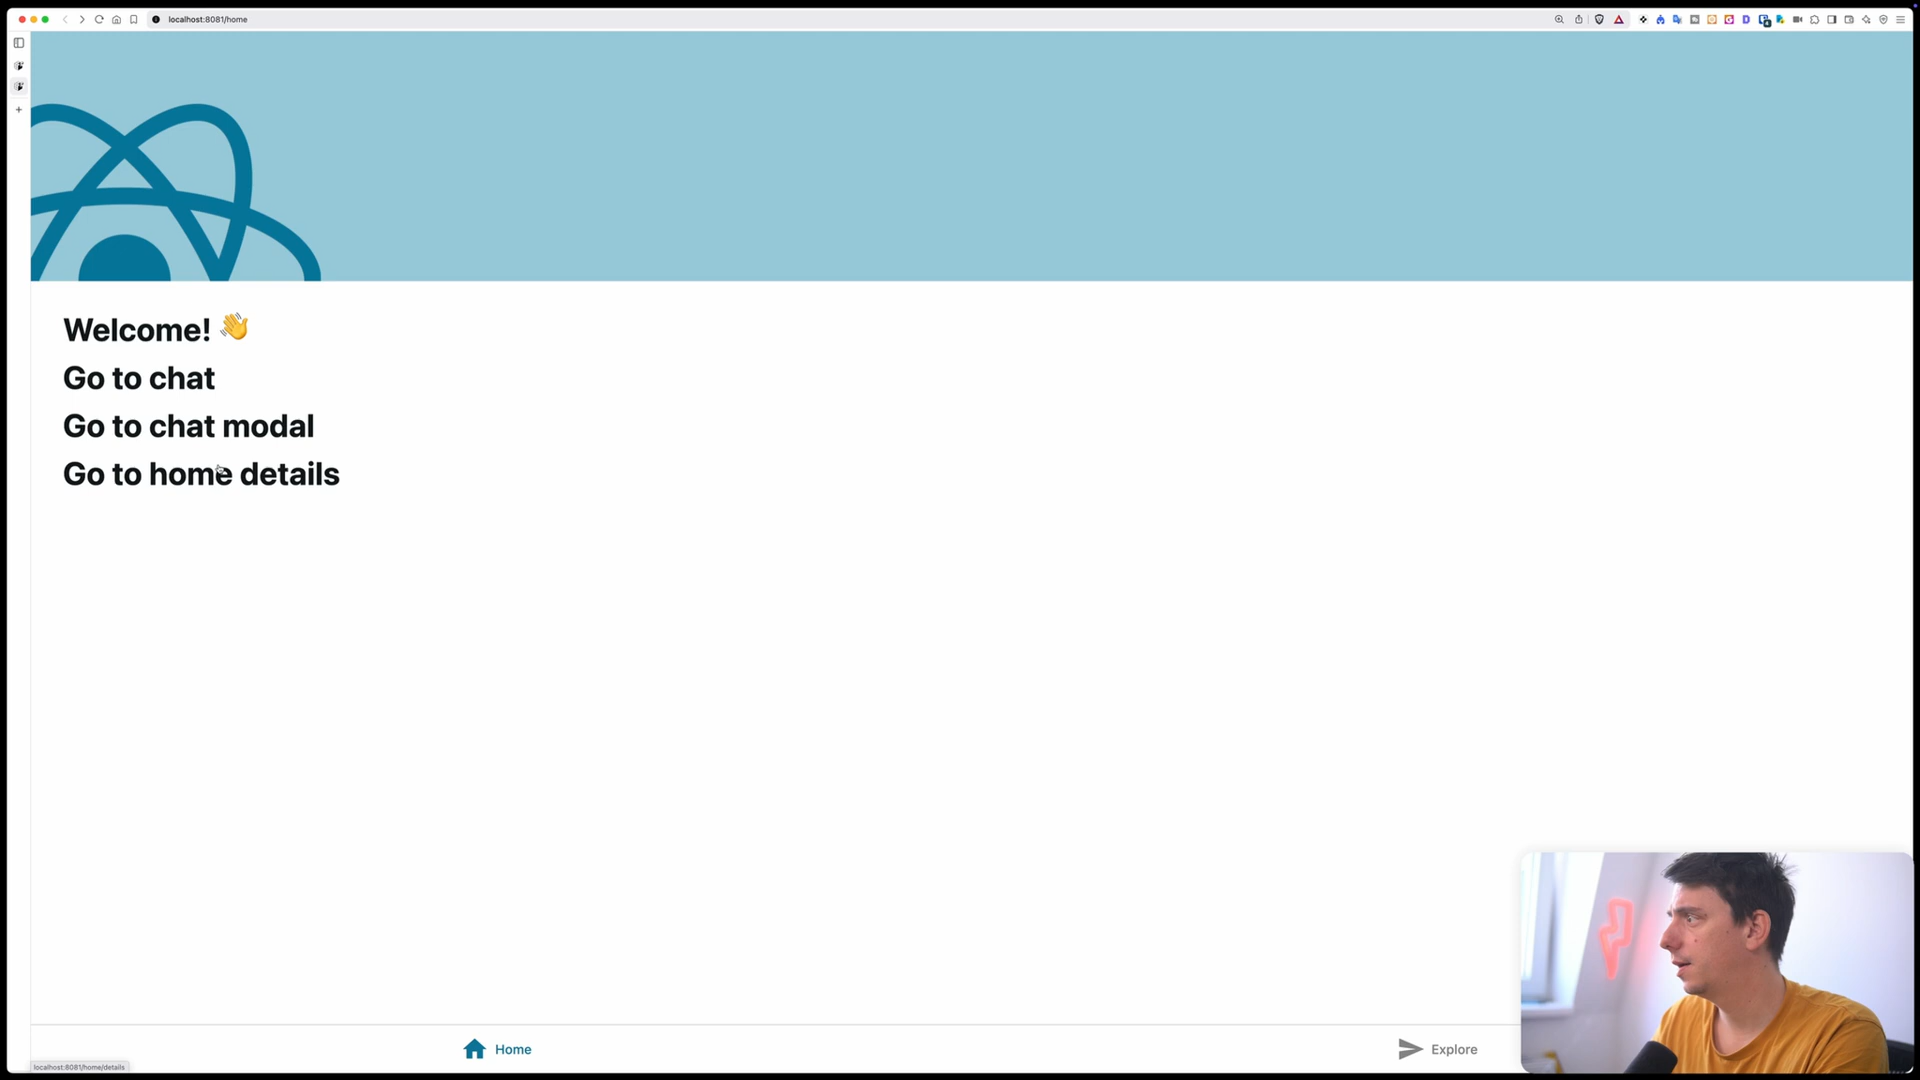 localhost:8081/home
Welcome! 👋
Go to chat
Go to chat modal
Go to home details
Home
Explore
localhost:8081/home/details